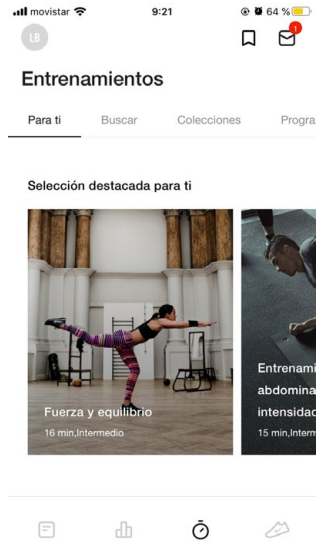 movistar 9:21 64 %
LB
Entrenamientos
Para ti Buscar Colecciones Progra
Selección destacada para ti
Fuerza y equilibrio
16 min,Intermedio
Entrenami
abdomina
intensidad
15 min,Interm